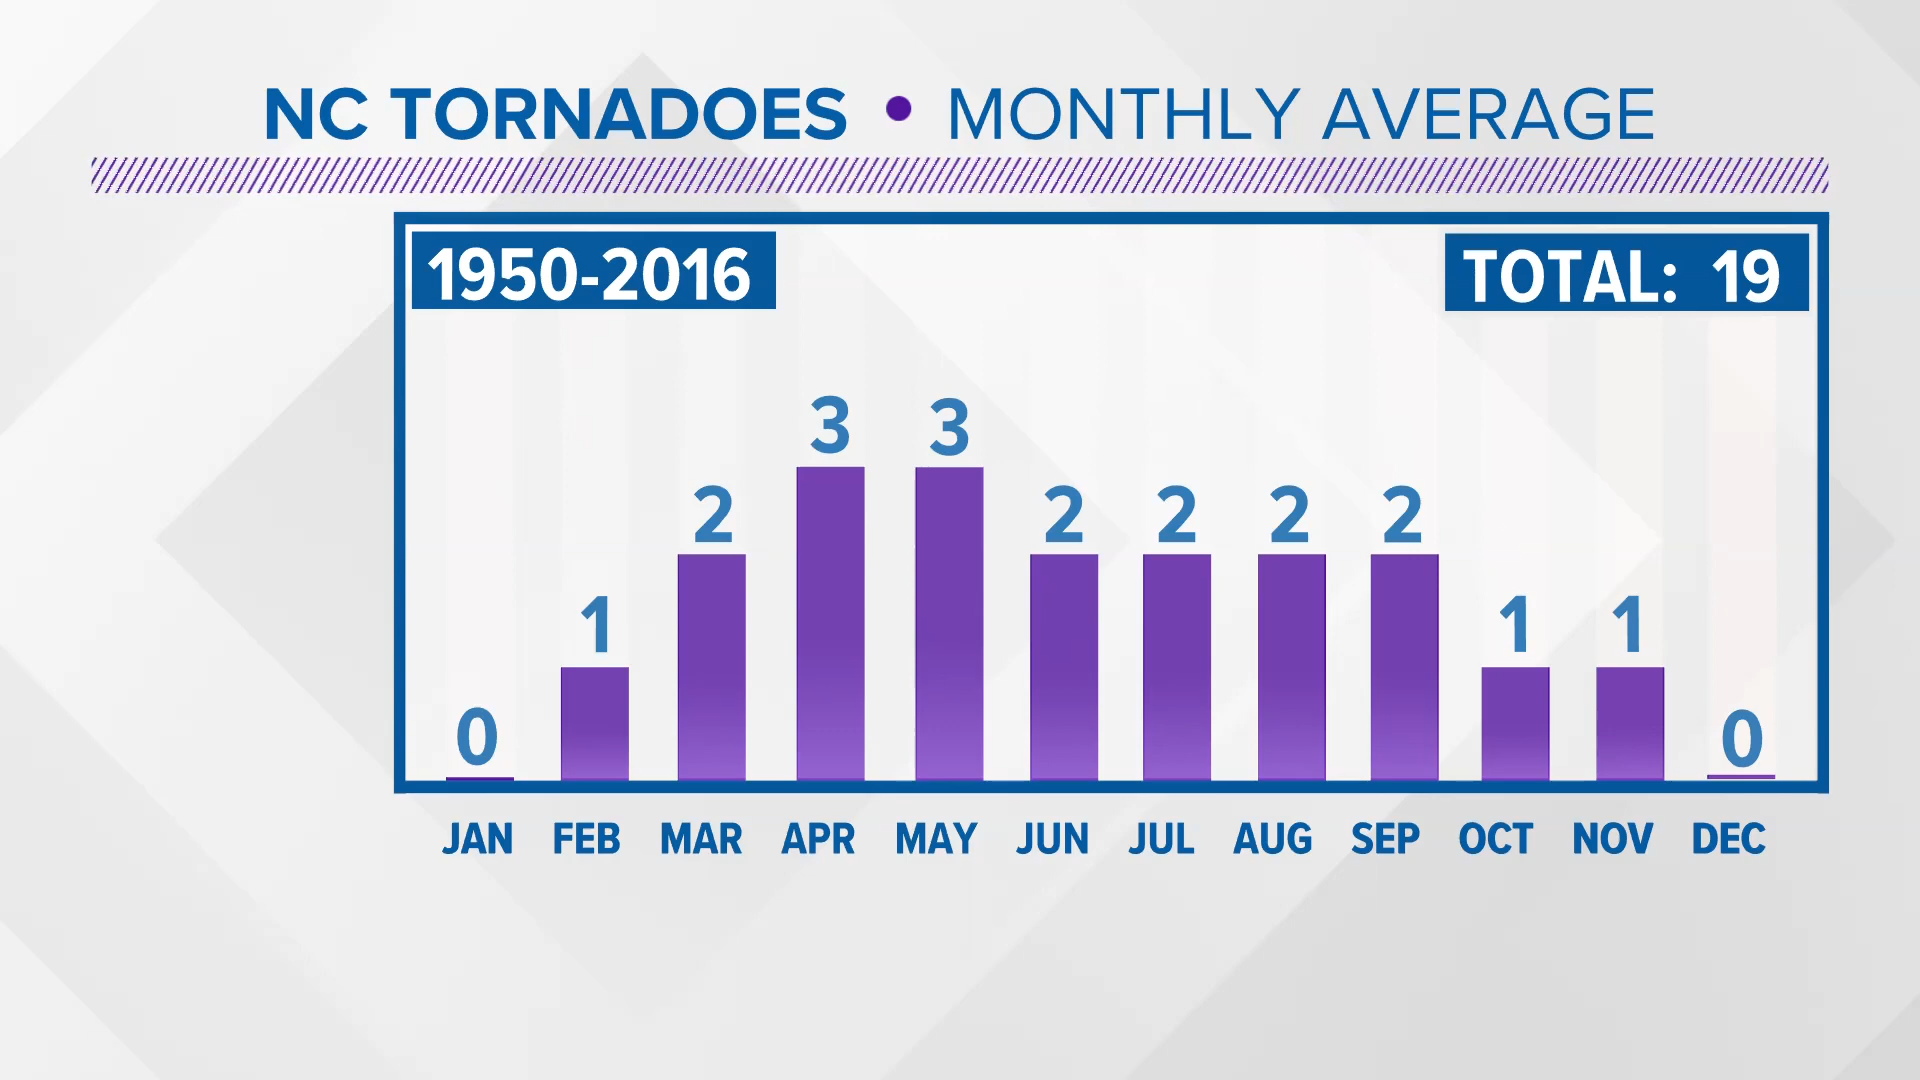 NC TORNADOES • MONTHLY AVERAGE
1950-2016
TOTAL: 19
0 1 2 3 3 2 2 2 2 1 1 0
JAN FEB MAR APR MAY JUN JUL AUG SEP OCT NOV DEC